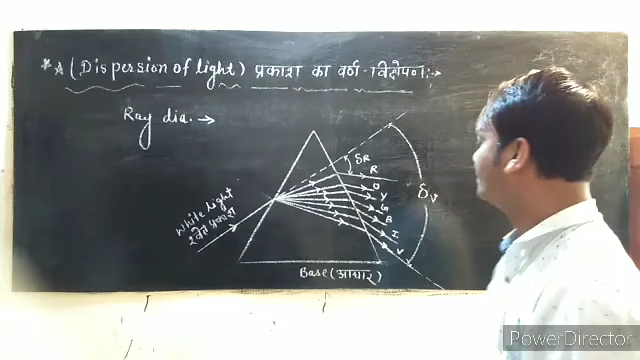 *☆ (Dispersion of light) प्रकाश का वर्ण-विक्षेपण :→
Ray dia. →
δR
R
O
Y
G
B
I
V
δv
White light
श्वेत प्रकाश
Base (आधार)
PowerDirector